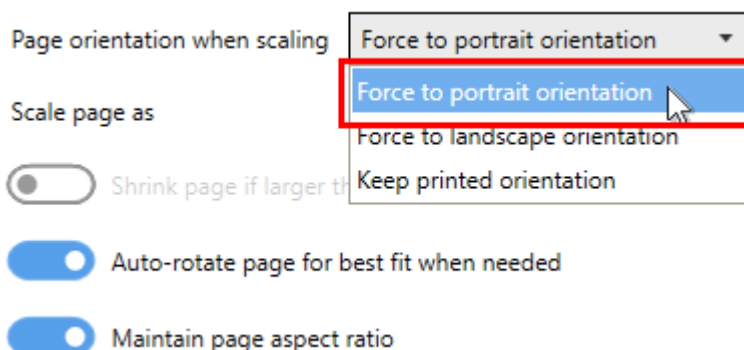 Page orientation when scaling Force to portrait orientation
Force to portrait orientation
Scale page as
Force to landscape orientation
Shrink page if larger th Keep printed orientation
Auto-rotate page for best fit when needed
Maintain page aspect ratio